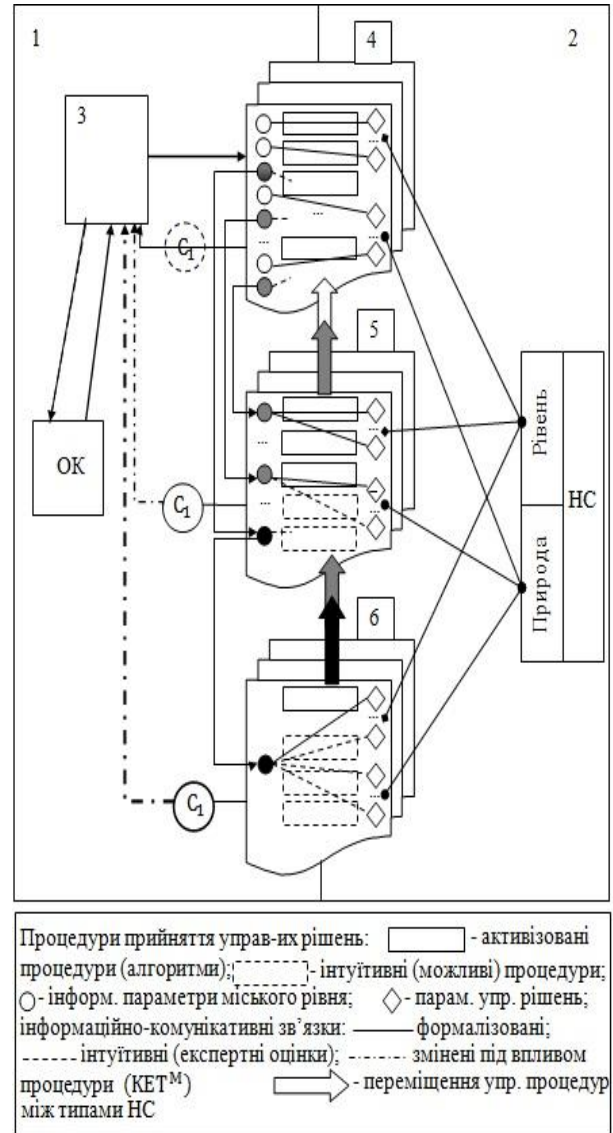 1
4
2
3
...
...
...
C1
5
...
...
...
...
ОК
C1
Рівень
Природа
НС
6
...
...
C1
Процедури прийняття управ-их рішень: - активізовані
процедури (алгоритми); - інтуїтивні (можливі) процедури;
- інформ. параметри міського рівня; - парам. упр. рішень;
інформаційно-комунікативні зв’язки: - формалізовані;
- інтуїтивні (експертні оцінки); - змінені під впливом
процедури (КЕТМ) - переміщення упр. процедур
між типами НС